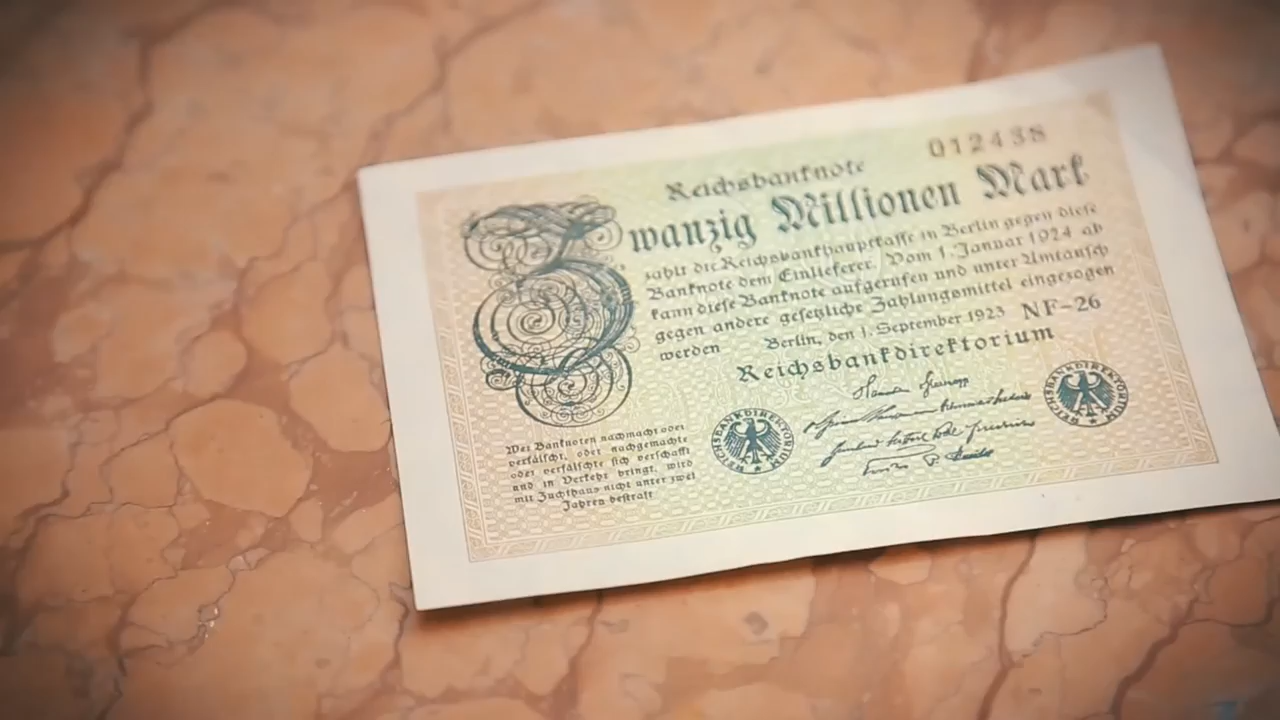 012438
Reichsbanknote
Zwanzig Millionen Mark
zahlt die Reichsbankhauptkasse in Berlin gegen diese
Banknote dem Einlieferer. Vom 1. Januar 1924 ab
kann diese Banknote aufgerufen und unter Umtausch
gegen andere gesetzliche Zahlungsmittel eingezogen
werden Berlin, den 1. September 1923 NF-26
Reichsbankdirektorium
REICHSBANKDIREKTORIUM
REICHSBANKDIREKTORIUM
Wer Banknoten nachmacht oder
verfälscht, oder nachgemachte
oder verfälschte sich verschafft
und in Verkehr bringt, wird
mit Zuchthaus nicht unter zwei
Jahren bestraft